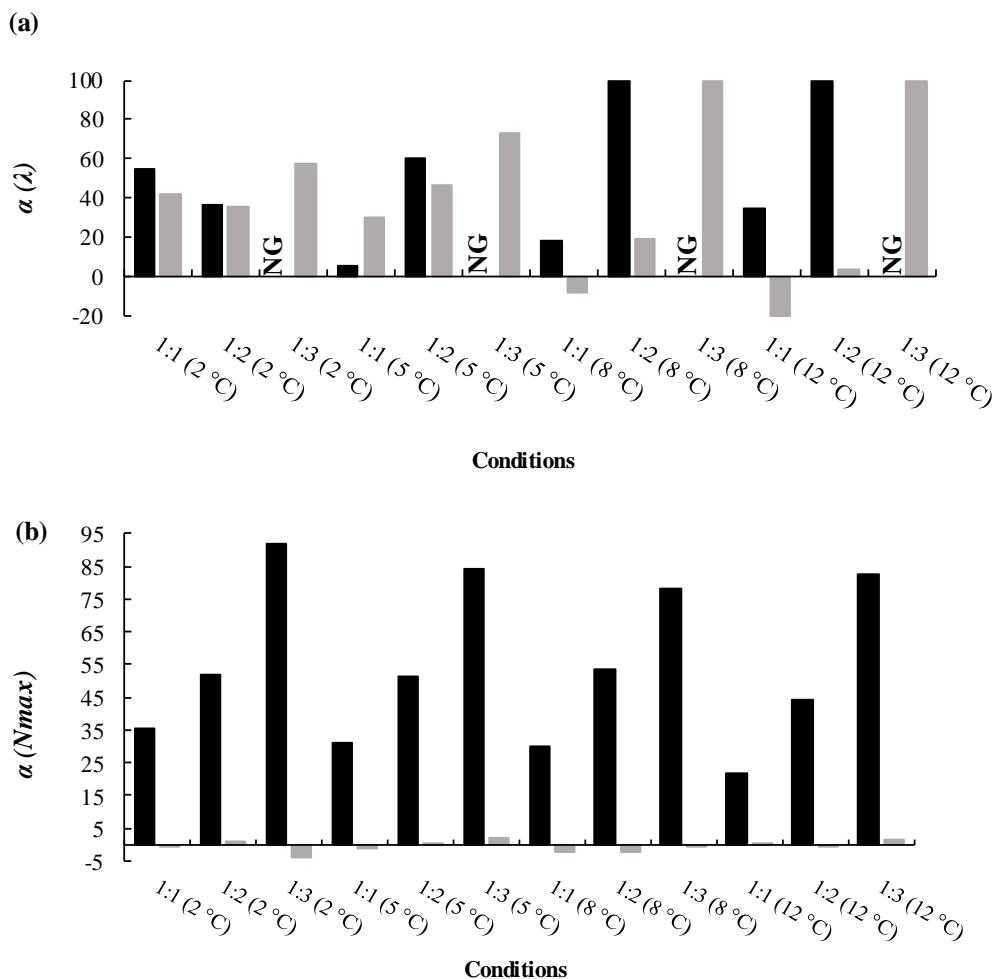 (a)
100
80
60
40
20
0
-20
α (λ)
NG
NG
NG
NG
1:1 (2 °C)
1:2 (2 °C)
1:3 (2 °C)
1:1 (5 °C)
1:2 (5 °C)
1:3 (5 °C)
1:1 (8 °C)
1:2 (8 °C)
1:3 (8 °C)
1:1 (12 °C)
1:2 (12 °C)
1:3 (12 °C)
Conditions
(b)
95
85
75
65
55
45
35
25
15
5
-5
α (Nmax)
1:1 (2 °C)
1:2 (2 °C)
1:3 (2 °C)
1:1 (5 °C)
1:2 (5 °C)
1:3 (5 °C)
1:1 (8 °C)
1:2 (8 °C)
1:3 (8 °C)
1:1 (12 °C)
1:2 (12 °C)
1:3 (12 °C)
Conditions